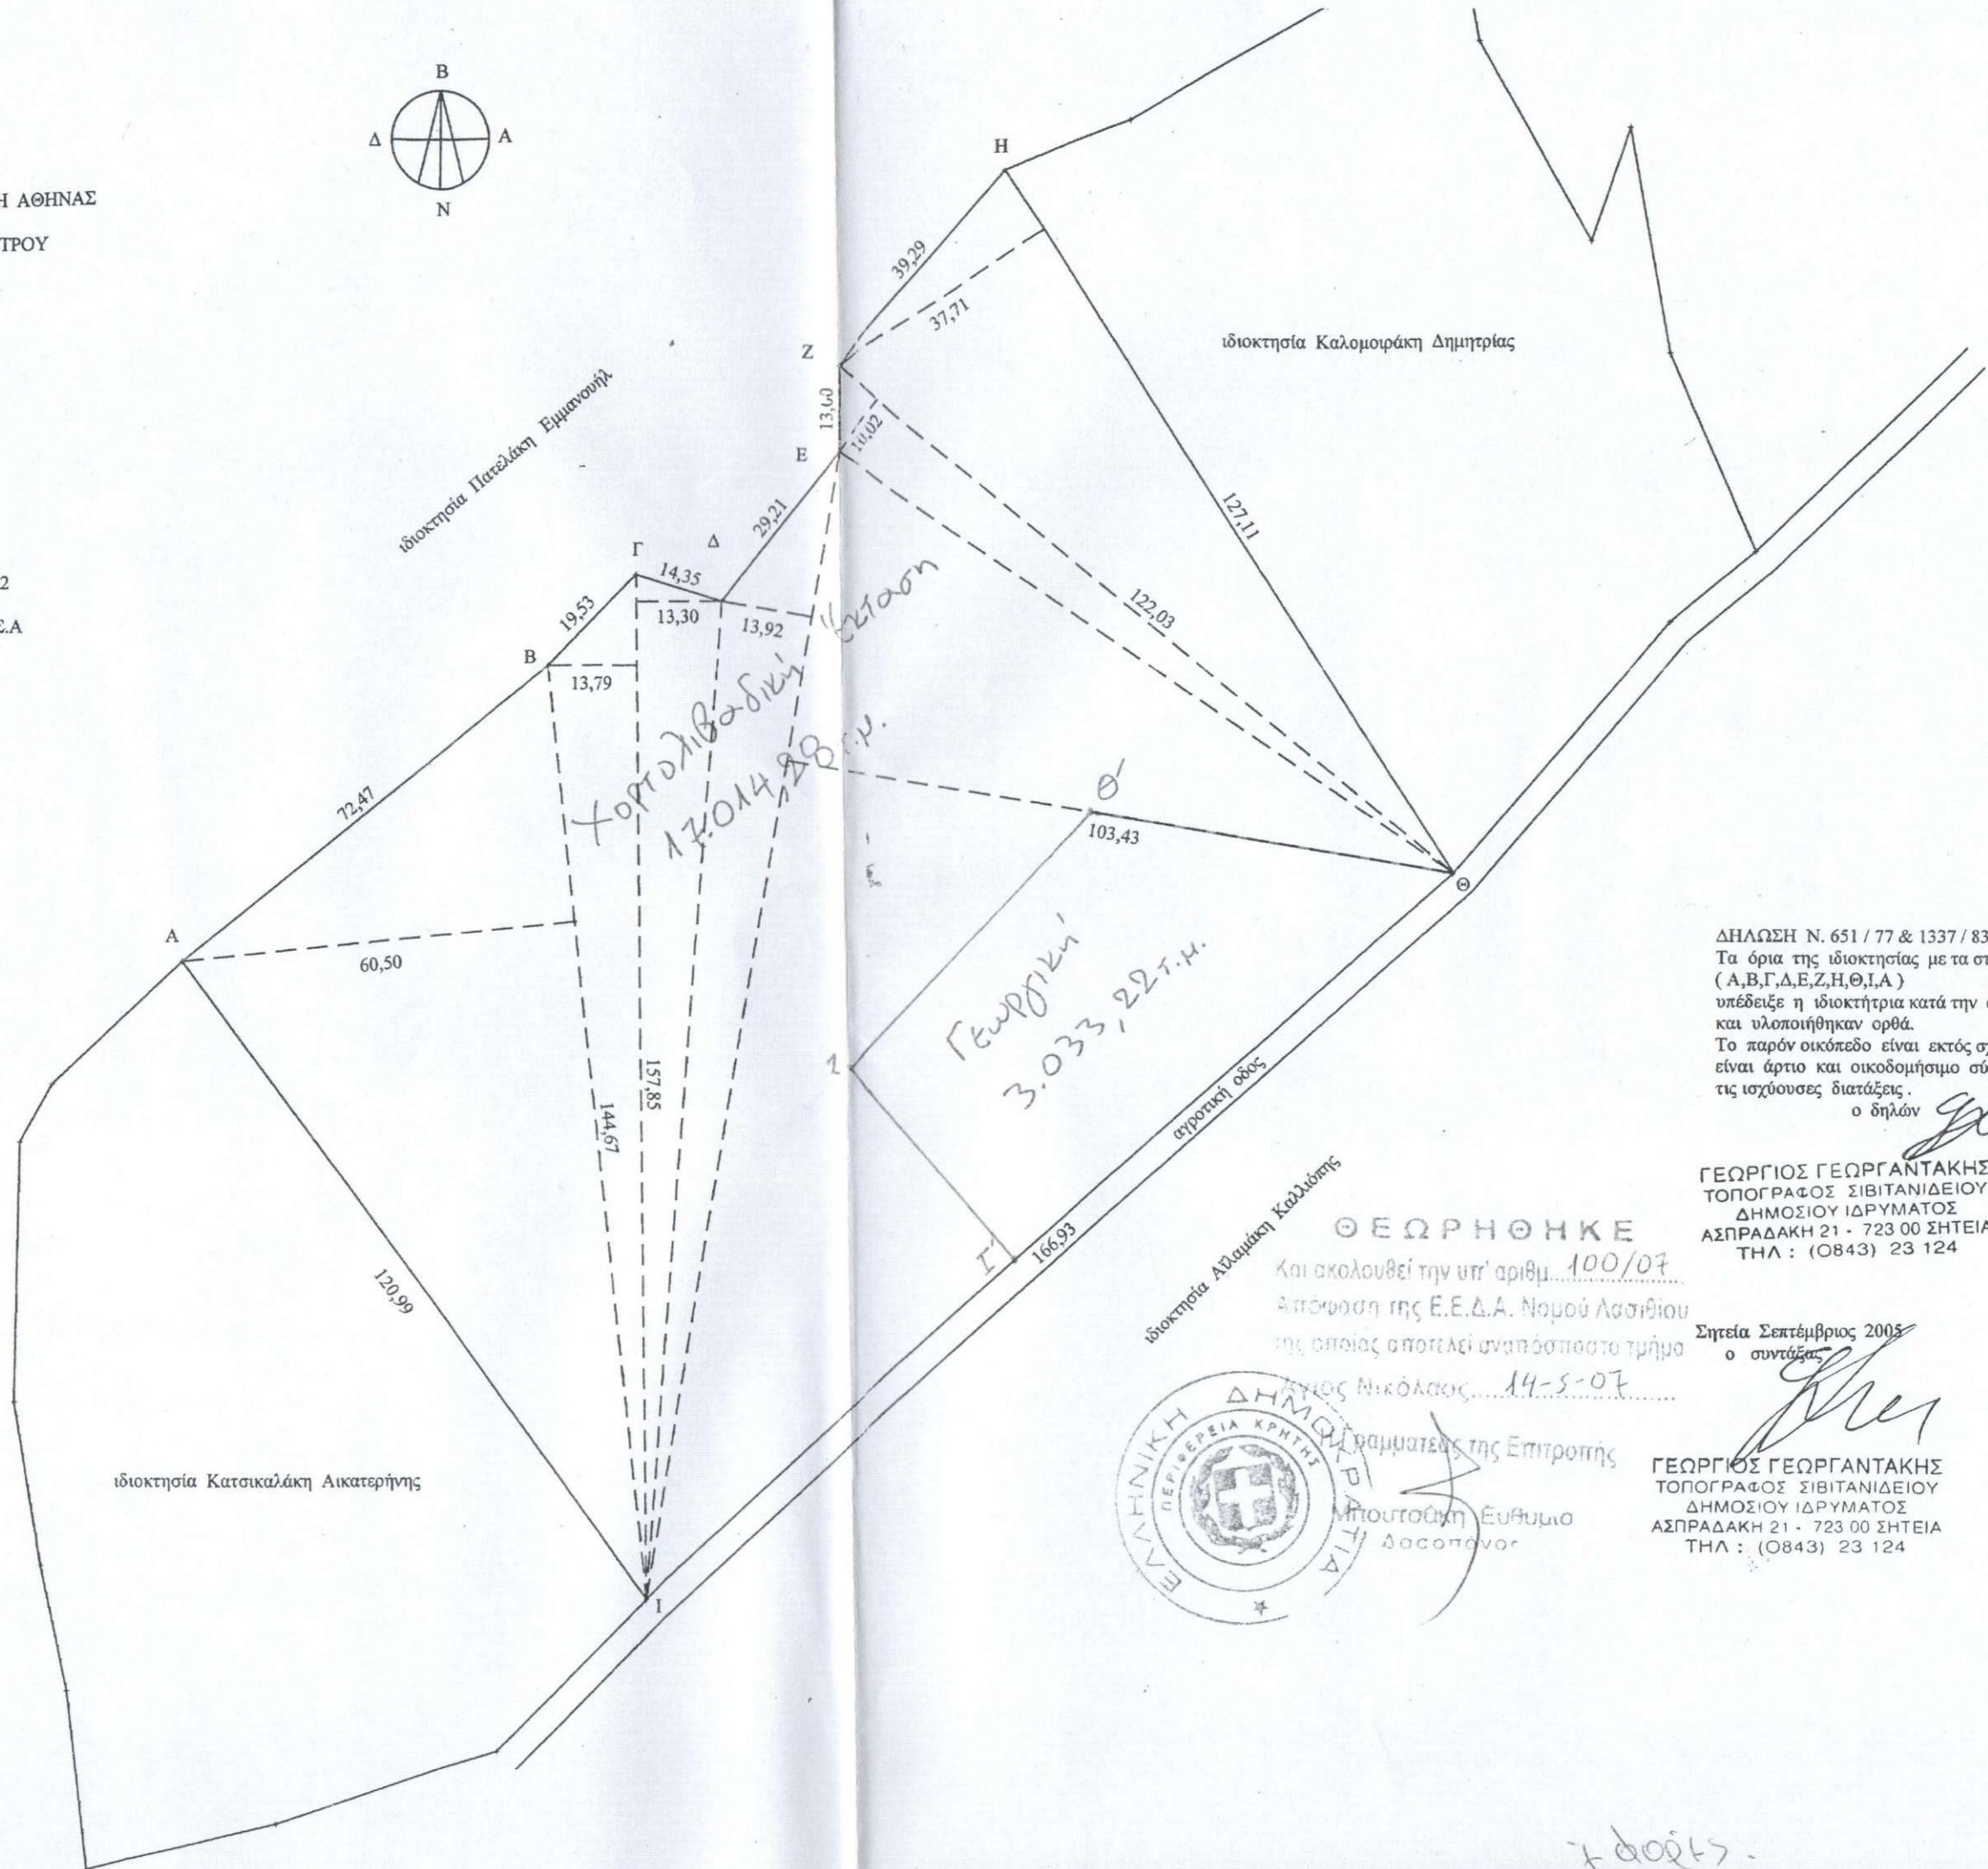 Β
Δ Α
Ν
Η ΑΘΗΝΑΣ
ΤΡΟΥ
2
Σ.Α
Η
39,29
37,71
Ζ
13,60
10,02
Ε
ιδιοκτησία Καλομοιράκη Δημητρίας
ιδιοκτησία Πατελάκη Εμμανουήλ
29,21
127,11
Γ
Δ
14,35
19,53
13,30
13,92
122,03
Β
13,79
Χορτολιβαδική έκταση
17.014,28 τ.μ.
72,47
Θ'
103,43
Θ
Α
60,50
Γεωργική
3.033,22 τ.μ.
1
157,85
144,67
αγροτική οδος
Ι'
166,93
120,99
ιδιοκτησία Αϊλαμάκη Καλλιόπης
Ι
ιδιοκτησία Κατσικαλάκη Αικατερήνης
ΔΗΛΩΣΗ Ν. 651 / 77 & 1337 / 83
Τα όρια της ιδιοκτησίας με τα στ
( Α,Β,Γ,Δ,Ε,Ζ,Η,Θ,Ι,Α )
υπέδειξε η ιδιοκτήτρια κατά την
και υλοποιήθηκαν ορθά.
Το παρόν οικόπεδο είναι εκτός σχ
είναι άρτιο και οικοδομήσιμο σύ
τις ισχύουσες διατάξεις .
ο δηλών
ΓΕΩΡΓΙΟΣ ΓΕΩΡΓΑΝΤΑΚΗΣ
ΤΟΠΟΓΡΑΦΟΣ ΣΙΒΙΤΑΝΙΔΕΙΟΥ
ΔΗΜΟΣΙΟΥ ΙΔΡΥΜΑΤΟΣ
ΑΣΠΡΑΔΑΚΗ 21 - 723 00 ΣΗΤΕΙΑ
ΤΗΛ : (0843) 23 124
ΘΕΩΡΗΘΗΚΕ
Και ακολουθεί την υπ' αριθμ. 100/07
Απόφαση της Ε.Ε.Δ.Α. Νομού Λασιθίου
της οποίας αποτελεί αναπόσπαστο τμήμα
Άγιος Νικόλαος 14-5-07
Η Γραμματέας της Επιτροπής
Μπουτσάκη Ευθυμία
Δασοπόνος
ΕΛΛΗΝΙΚΗ ΔΗΜΟΚΡΑΤΙΑ
ΠΕΡΙΦΕΡΕΙΑ ΚΡΗΤΗΣ
Σητεία Σεπτέμβριος 2005
ο συντάξας
ΓΕΩΡΓΙΟΣ ΓΕΩΡΓΑΝΤΑΚΗΣ
ΤΟΠΟΓΡΑΦΟΣ ΣΙΒΙΤΑΝΙΔΕΙΟΥ
ΔΗΜΟΣΙΟΥ ΙΔΡΥΜΑΤΟΣ
ΑΣΠΡΑΔΑΚΗ 21 - 723 00 ΣΗΤΕΙΑ
ΤΗΛ : (0843) 23 124